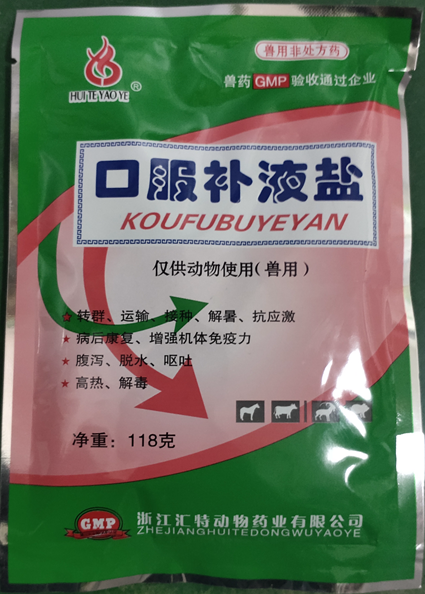 兽用非处方药
HUITEYAOYE®
兽药GMP验收通过企业
口服补液盐
KOUFUBUYEYAN
仅供动物使用(兽用)
★转群、运输、接种、解暑、抗应激
★病后康复、增强机体免疫力
★腹泻、脱水、呕吐
★高热、解毒
净重：118克
GMP
浙江汇特动物药业有限公司
ZHEJIANGHUITEDONGWUYAOYE